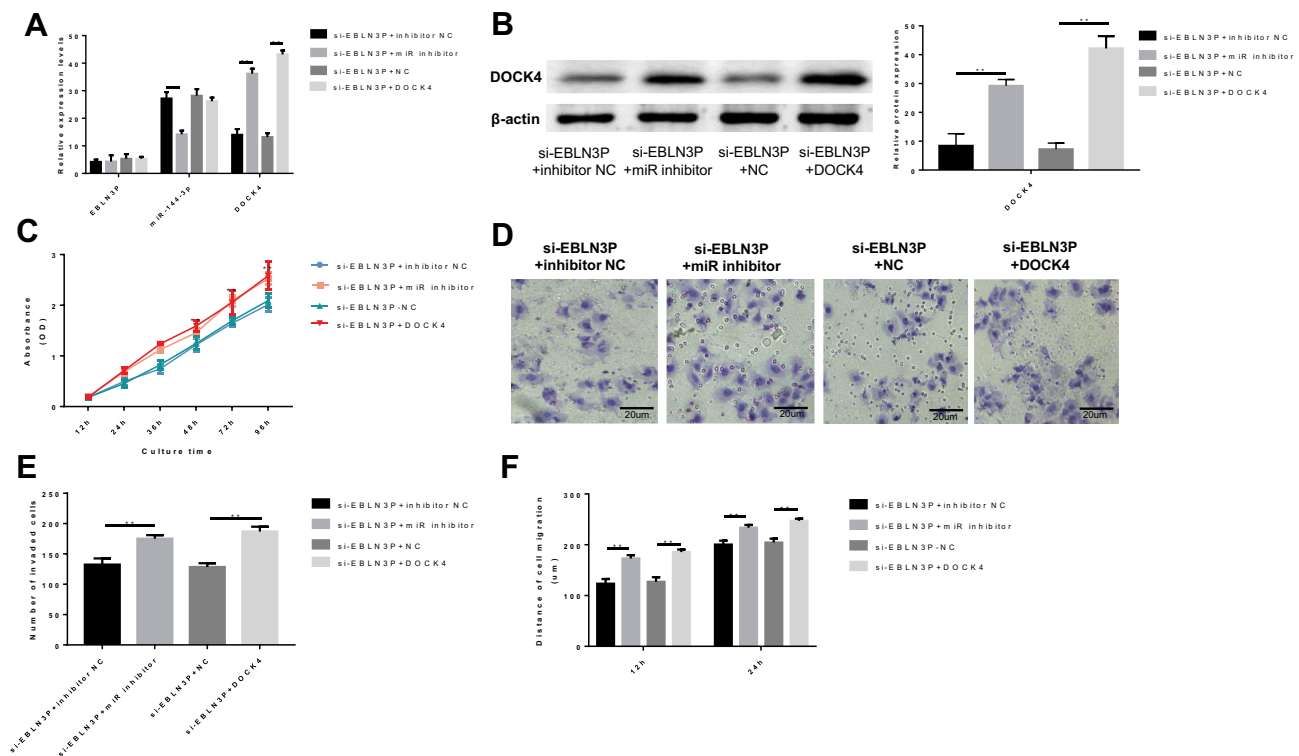 A
Relative expression levels
50
40
30
20
10
0
EBLN3P
miR-144-3p
DOCK4
**
**
si-EBLN3P+inhibitor NC
si-EBLN3P+miR inhibitor
si-EBLN3P+NC
si-EBLN3P+DOCK4
B
DOCK4
β-actin
si-EBLN3P
+inhibitor NC
si-EBLN3P
+miR inhibitor
si-EBLN3P
+NC
si-EBLN3P
+DOCK4
Relative protein expression
50
40
30
20
10
0
**
**
DOCK4
si-EBLN3P+inhibitor NC
si-EBLN3P+miR inhibitor
si-EBLN3P+NC
si-EBLN3P+DOCK4
C
Absorbance
(OD)
3
2
1
0
12h
24h
36h
48h
72h
96h
Culture time
si-EBLN3P+inhibitor NC
si-EBLN3P+miR inhibitor
si-EBLN3P-NC
si-EBLN3P+DOCK4
D
si-EBLN3P
+inhibitor NC
si-EBLN3P
+miR inhibitor
si-EBLN3P
+NC
si-EBLN3P
+DOCK4
20um
20um
20um
20um
E
Number of invaded cells
250
200
150
100
50
0
**
**
si-EBLN3P+inhibitor NC
si-EBLN3P+miR inhibitor
si-EBLN3P+NC
si-EBLN3P+DOCK4
si-EBLN3P+inhibitor NC
si-EBLN3P+miR inhibitor
si-EBLN3P+NC
si-EBLN3P+DOCK4
F
Distance of cell migration
(um)
300
200
100
0
**
**
**
**
12h
24h
si-EBLN3P+inhibitor NC
si-EBLN3P+miR inhibitor
si-EBLN3P-NC
si-EBLN3P+DOCK4